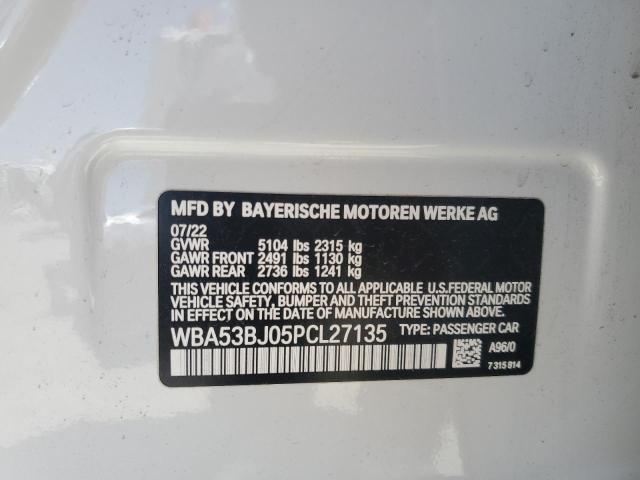 MFD BY BAYERISCHE MOTOREN WERKE AG
07/22
GVWR 5104 lbs 2315 kg
GAWR FRONT 2491 lbs 1130 kg
GAWR REAR 2736 lbs 1241 kg
THIS VEHICLE CONFORMS TO ALL APPLICABLE U.S.FEDERAL MOTOR
VEHICLE SAFETY, BUMPER AND THEFT PREVENTION STANDARDS
IN EFFECT ON THE DATE OF MANUFACTURE SHOWN ABOVE.
WBA53BJ05PCL27135 TYPE: PASSENGER CAR
A96/0
7 315 814